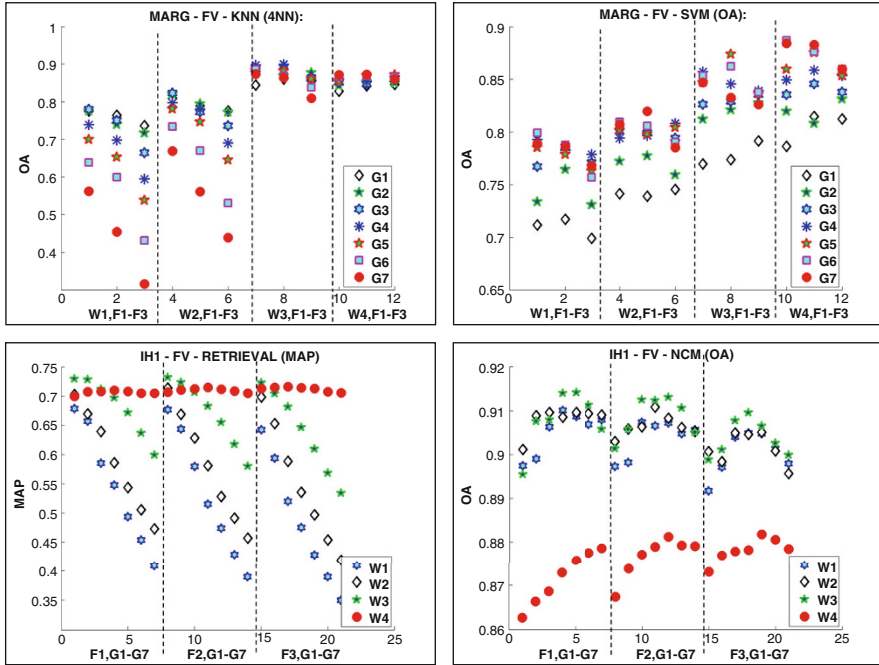 MARG - FV - KNN (4NN):
1
0.9
0.8
0.7
0.6
0.5
0.4
OA
0 2 4 6 8 10 12
W1,F1-F3 W2,F1-F3 W3,F1-F3 W4,F1-F3
G1
G2
G3
G4
G5
G6
G7
MARG - FV - SVM (OA):
0.9
0.85
0.8
0.75
0.7
0.65
OA
0 2 4 6 8 10 12
W1,F1-F3 W2,F1-F3 W3,F1-F3 W4,F1-F3
G1
G2
G3
G4
G5
G6
G7
IH1 - FV - RETRIEVAL (MAP)
0.75
0.7
0.65
0.6
0.55
0.5
0.45
0.4
0.35
MAP
0 5 10 15 20 25
F1,G1-G7 F2,G1-G7 F3,G1-G7
W1
W2
W3
W4
IH1 - FV - NCM (OA)
0.92
0.91
0.90
0.89
0.88
0.87
0.86
OA
0 5 10 15 20 25
F1,G1-G7 F2,G1-G7 F3,G1-G7
W1
W2
W3
W4